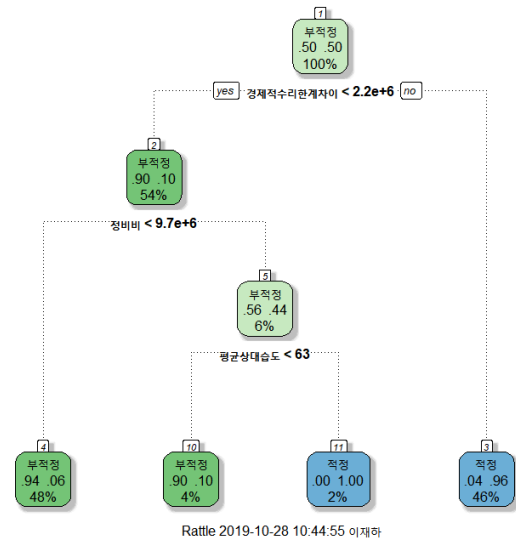 1
부적정
.50 .50
100%
yes 경제적수리한계차이 < 2.2e+6 no
2
부적정
.90 .10
54%
정비비 < 9.7e+6
5
부적정
.56 .44
6%
평균상대습도 < 63
4
부적정
.94 .06
48%
10
부적정
.90 .10
4%
11
적정
.00 1.00
2%
3
적정
.04 .96
46%
Rattle 2019-10-28 10:44:55 이재하